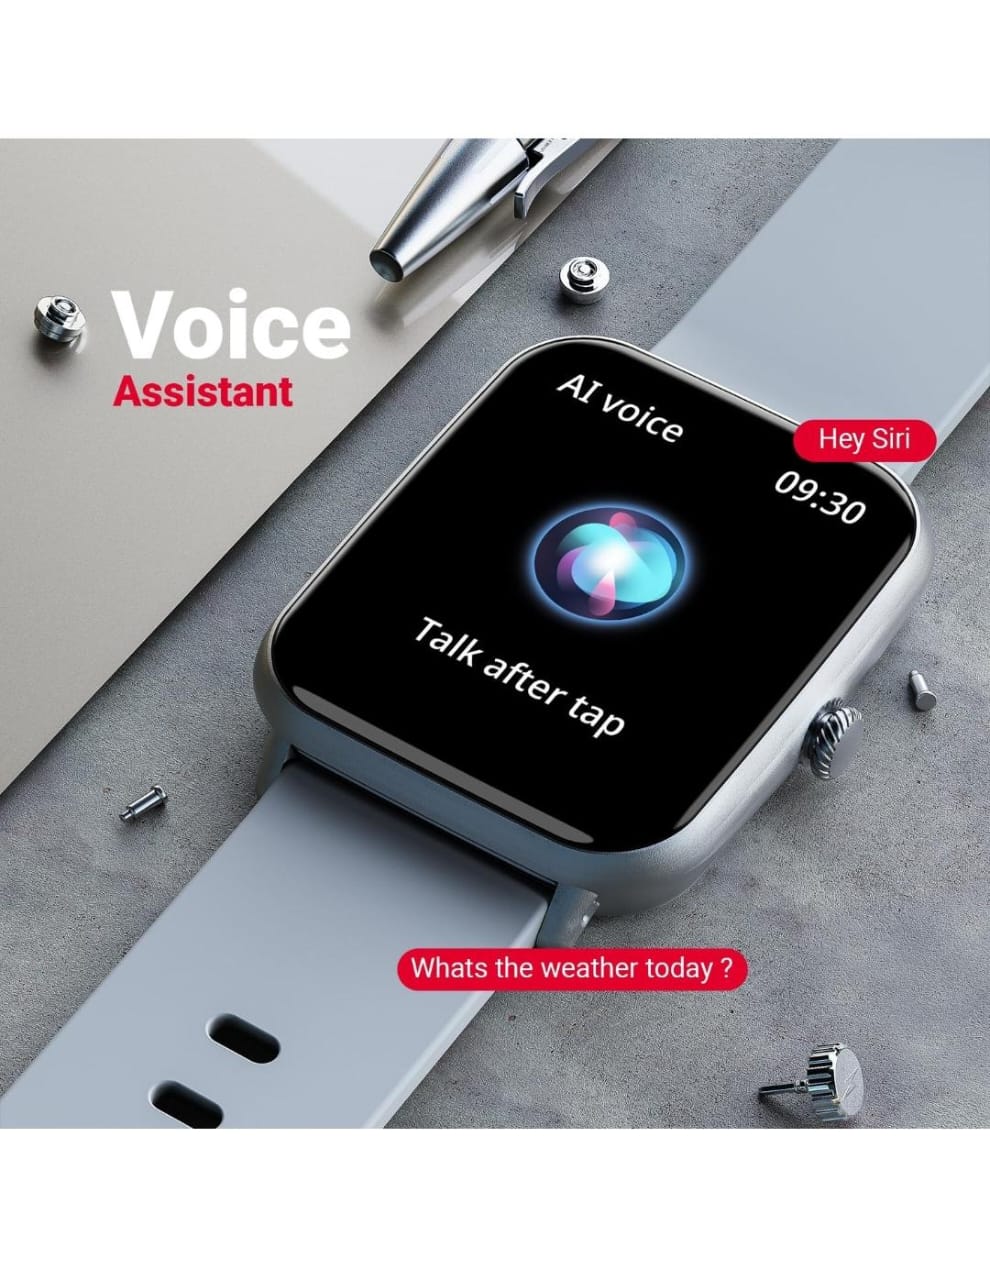 Voice
Assistant
AI voice
Hey Siri
09:30
Talk after tap
Whats the weather today ?